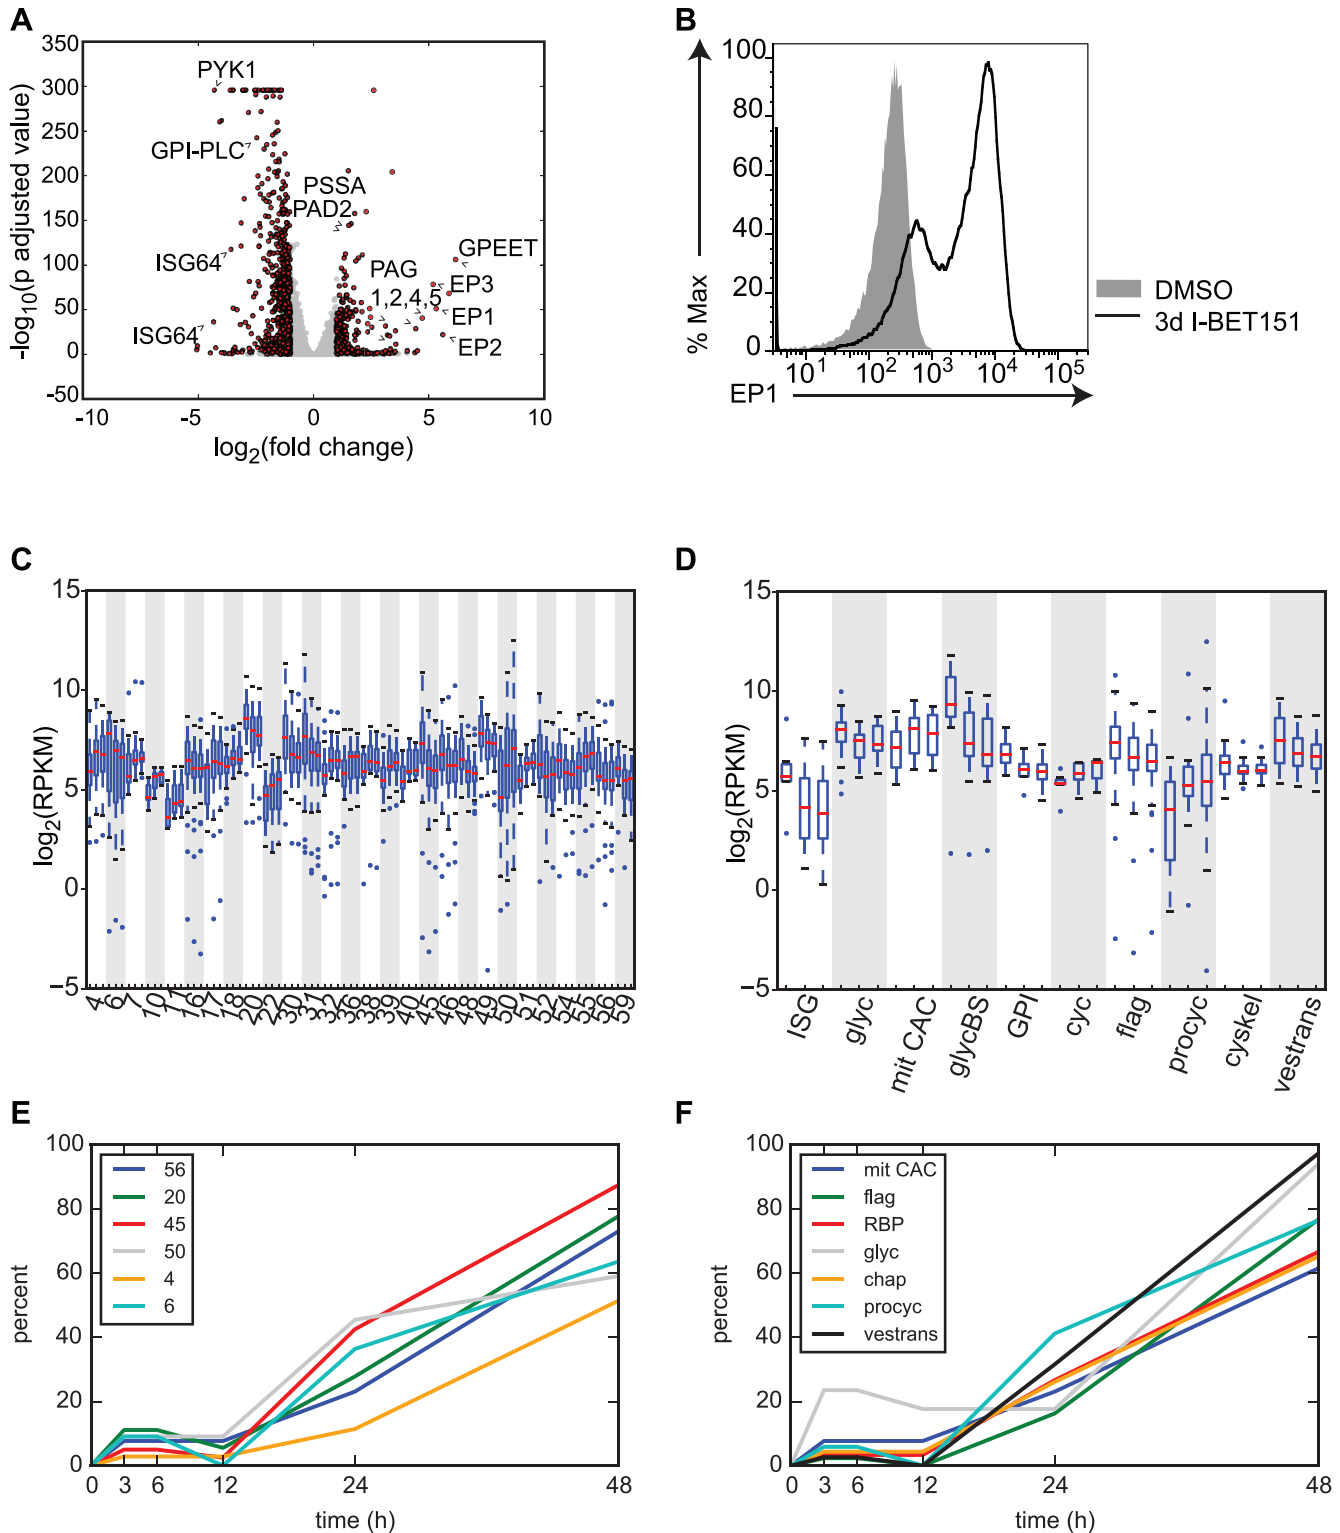 A
350
300
250
200
150
100
50
0
-50
-log10(p adjusted value)
-10
-5
0
5
10
log2(fold change)
PYK1
GPI-PLC
PSSA
PAD2
ISG64
GPEET
PAG
EP3
1,2,4,5
EP1
ISG64
EP2
B
100
80
60
40
20
0
% Max
10^1
10^2
10^3
10^4
10^5
EP1
DMSO
3d I-BET151
C
15
10
5
0
−5
log2(RPKM)
4
6
7
10
11
16
17
18
20
22
30
31
32
36
38
39
40
45
46
48
49
50
51
52
54
55
56
59
D
15
10
5
0
−5
log2(RPKM)
ISG
glyc
mit CAC
glycBS
GPI
cyc
flag
procyc
cyskel
vestrans
E
100
80
60
40
20
0
percent
56
20
45
50
4
6
0
3
6
12
24
48
time (h)
F
100
80
60
40
20
0
percent
mit CAC
flag
RBP
glyc
chap
procyc
vestrans
0
3
6
12
24
48
time (h)